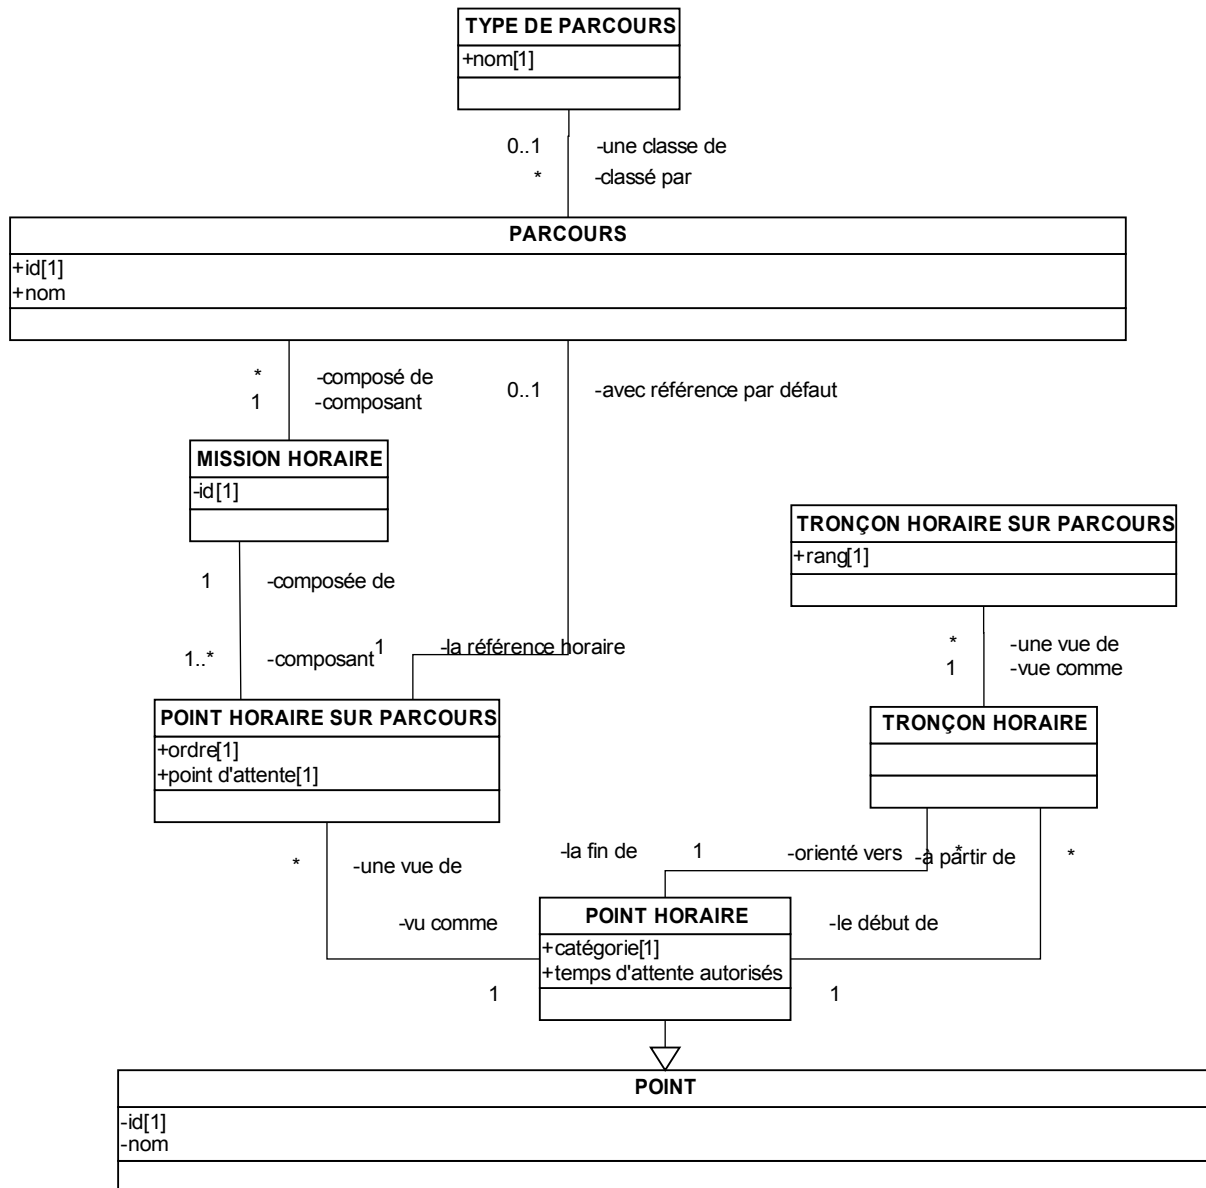 TYPE DE PARCOURS
+nom[1]
0..1 -une classe de
* -classé par
PARCOURS
+id[1]
+nom
* -composé de
1 -composant
0..1 -avec référence par défaut
MISSION HORAIRE
-id[1]
TRONÇON HORAIRE SUR PARCOURS
+rang[1]
1 -composée de
1..* -composant
1 -la référence horaire
* -une vue de
1 -vue comme
POINT HORAIRE SUR PARCOURS
+ordre[1]
+point d'attente[1]
TRONÇON HORAIRE
* -une vue de
-la fin de 1 -orienté vers * -à partir de *
-vu comme
POINT HORAIRE
+catégorie[1]
+temps d'attente autorisés
-le début de
1
1
POINT
-id[1]
-nom